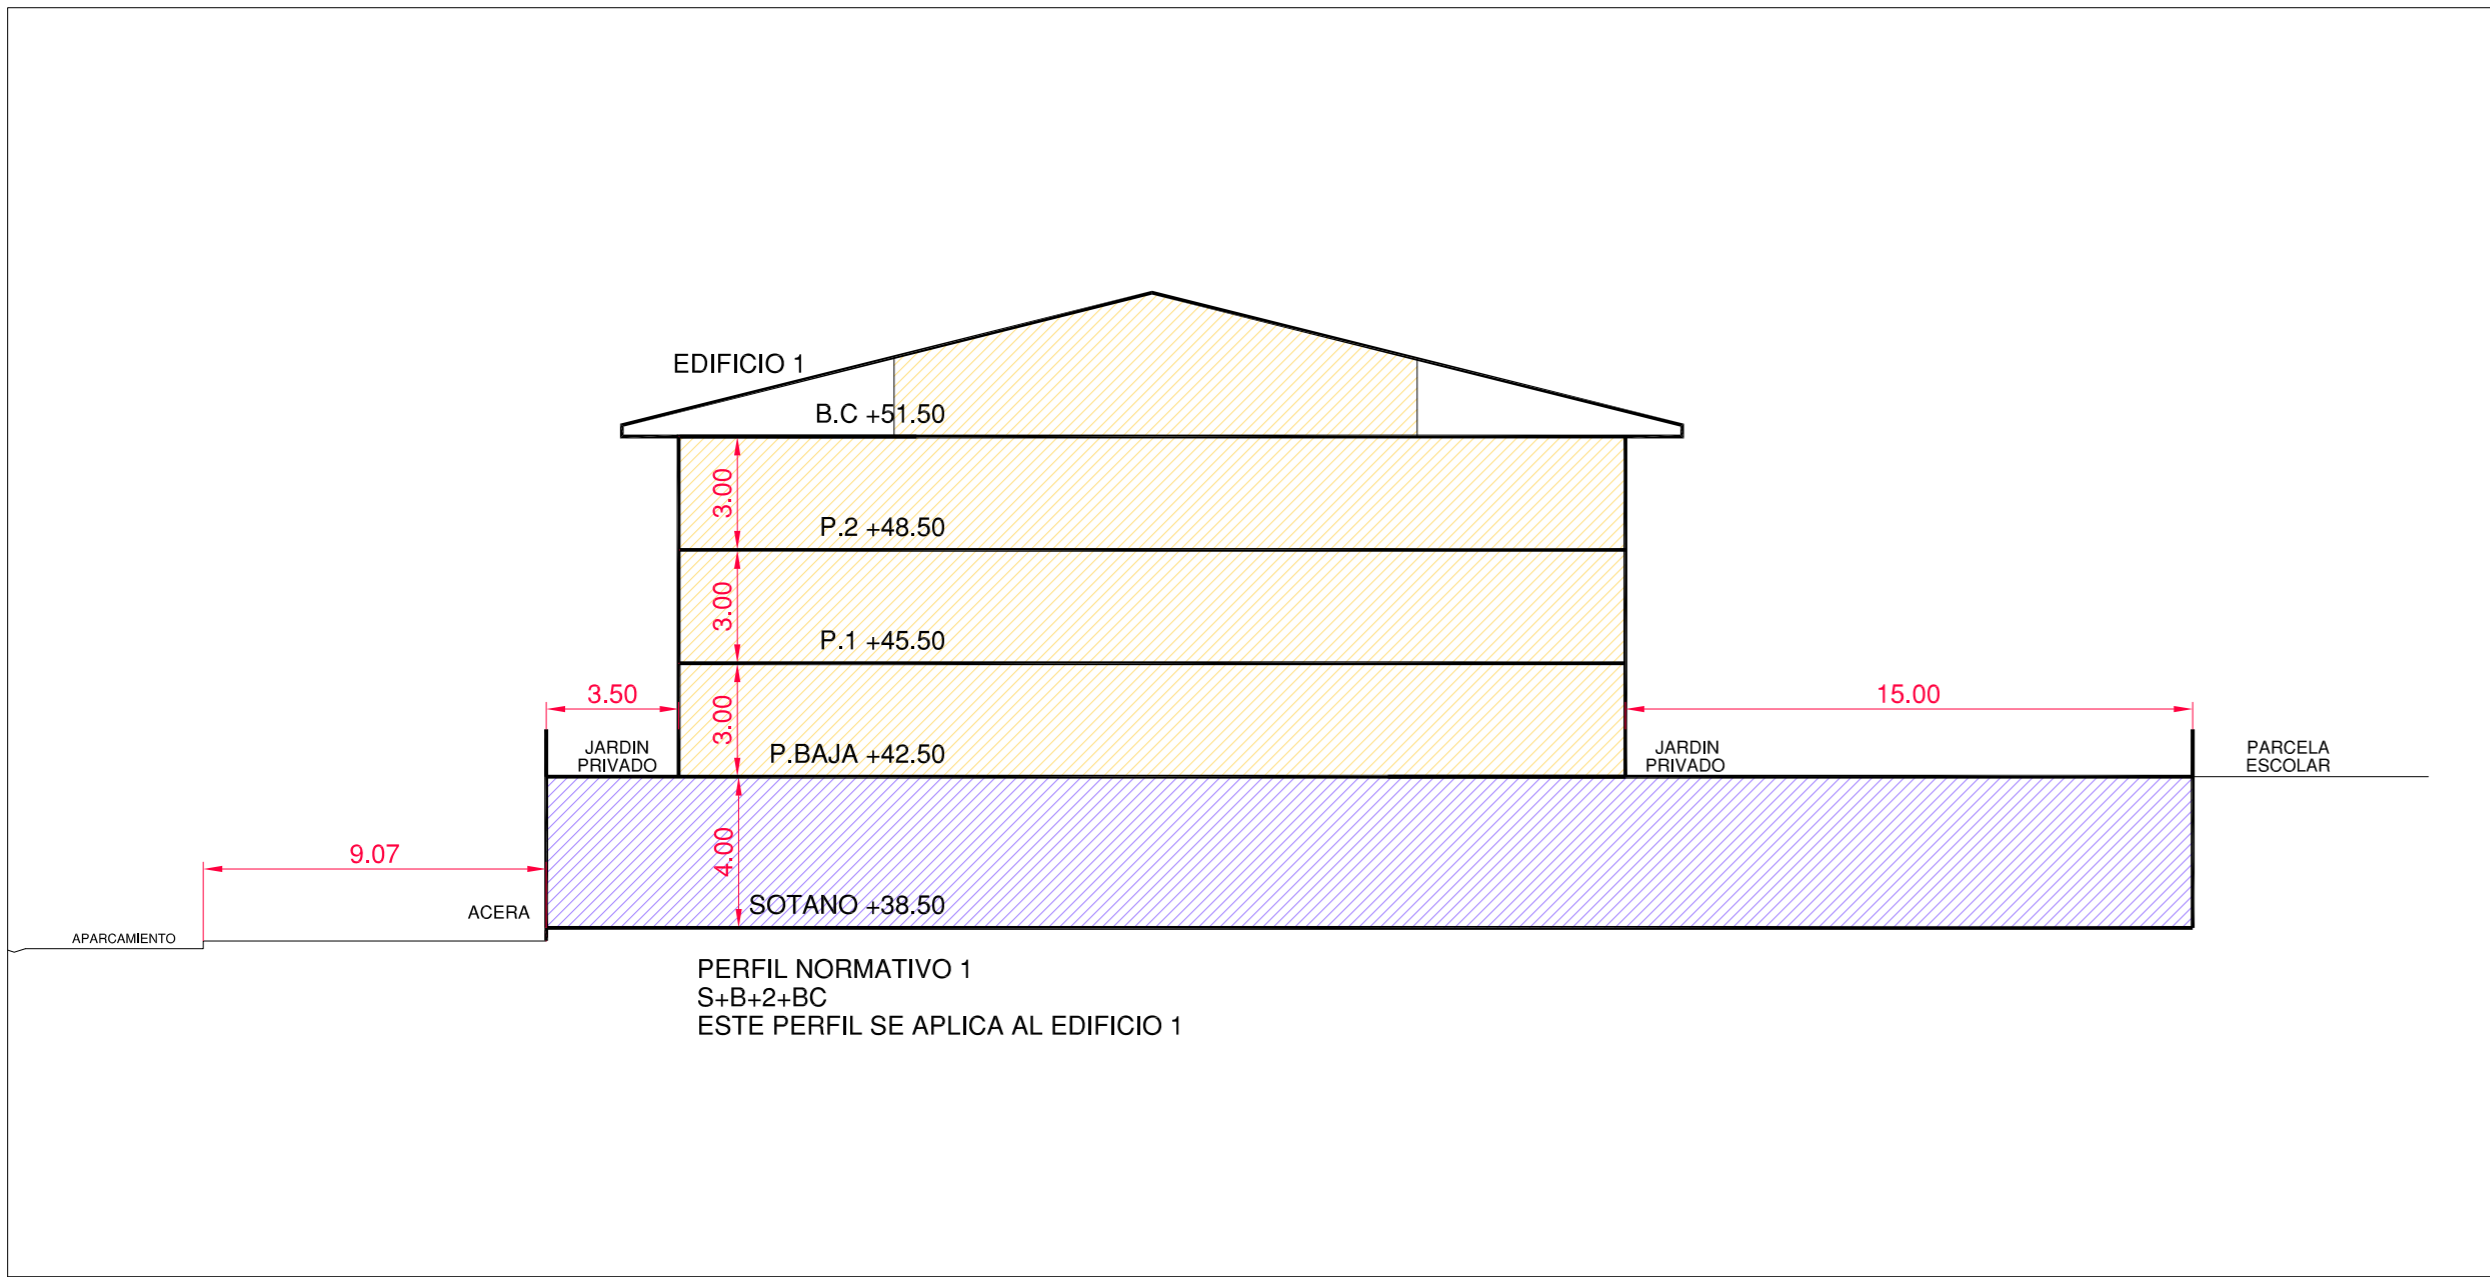 EDIFICIO 1
B.C +51.50
3.00
P.2 +48.50
3.00
P.1 +45.50
3.50
3.00
15.00
JARDIN
PRIVADO
P.BAJA +42.50
JARDIN
PRIVADO
PARCELA
ESCOLAR
9.07
4.00
ACERA
SOTANO +38.50
APARCAMIENTO
PERFIL NORMATIVO 1
S+B+2+BC
ESTE PERFIL SE APLICA AL EDIFICIO 1